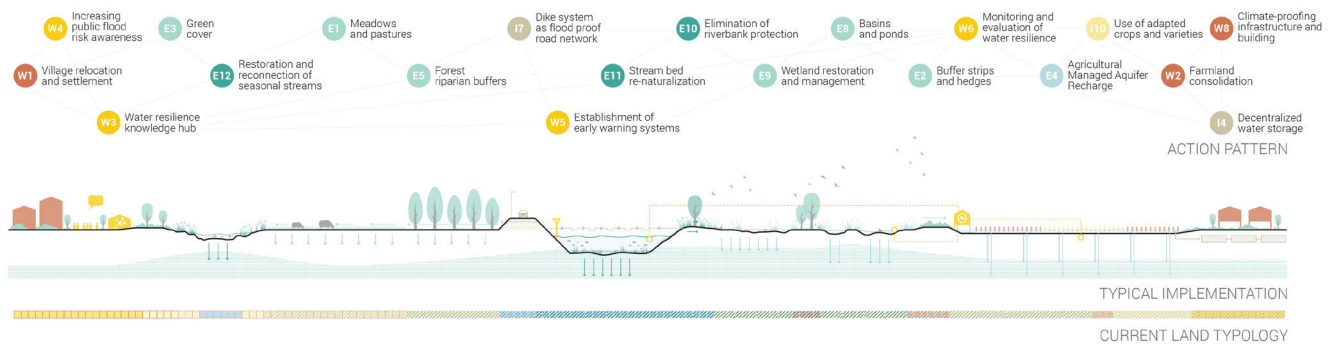 W4
Increasing
public flood
risk awareness
E3
Green
cover
E1
Meadows
and pastures
I7
Dike system
as flood proof
road network
E10
Elimination of
riverbank protection
E8
Basins
and ponds
W6
Monitoring and
evaluation of
water resilience
I10
Use of adapted
crops and varieties
W8
Climate-proofing
infrastructure and
building
W1
Village relocation
and settlement
E12
Restoration and
reconnection of
seasonal streams
E5
Forest
riparian buffers
E11
Stream bed
re-naturalization
E9
Wetland restoration
and management
E2
Buffer strips
and hedges
E4
Agricultural
Managed Aquifer
Recharge
W2
Farmland
consolidation
W3
Water resilience
knowledge hub
W5
Establishment of
early warning systems
I4
Decentralized
water storage
ACTION PATTERN
TYPICAL IMPLEMENTATION
CURRENT LAND TYPOLOGY